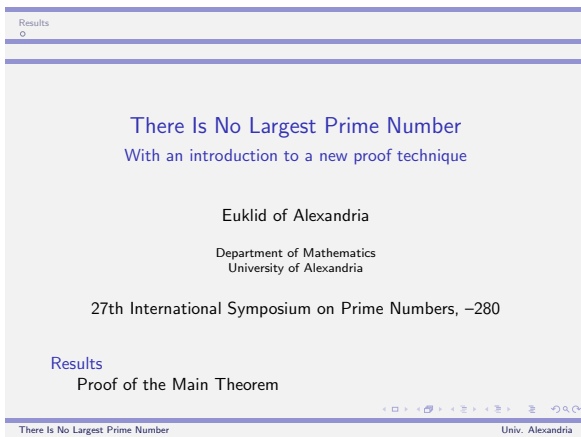 Results
There Is No Largest Prime Number
With an introduction to a new proof technique
Euklid of Alexandria
Department of Mathematics
University of Alexandria
27th International Symposium on Prime Numbers, –280
Results
Proof of the Main Theorem
There Is No Largest Prime Number Univ. Alexandria